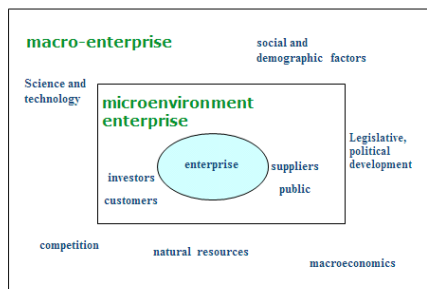 macro-enterprise
social and
demographic factors
Science and
technology
microenvironment
enterprise
Legislative,
political
development
enterprise
investors
customers
suppliers
public
competition
natural resources
macroeconomics